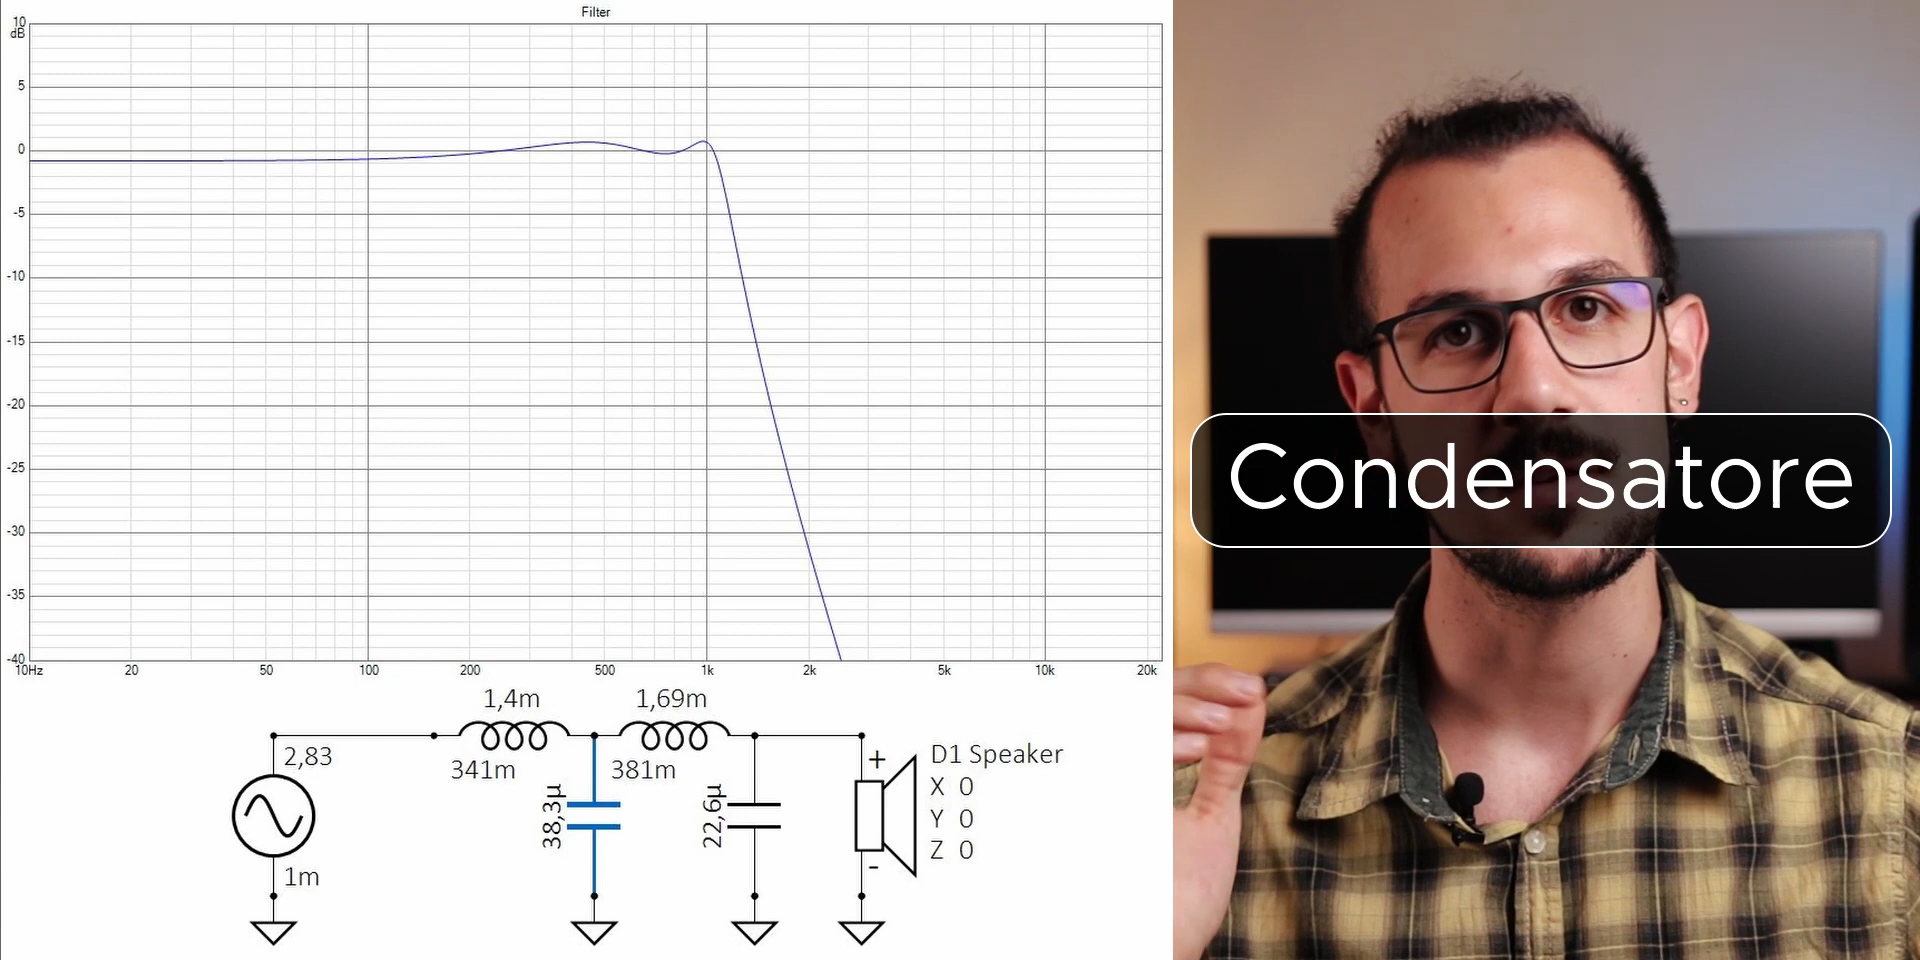 Filter
10
dB
5
0
-5
-10
-15
-20
-25
-30
-35
-40
10Hz 20 50 100 200 500 1k 2k 5k 10k 20k
1,4m 1,69m
2,83
341m 381m
38,3µ
22,6µ
1m
+
-
D1 Speaker
X 0
Y 0
Z 0
Condensatore